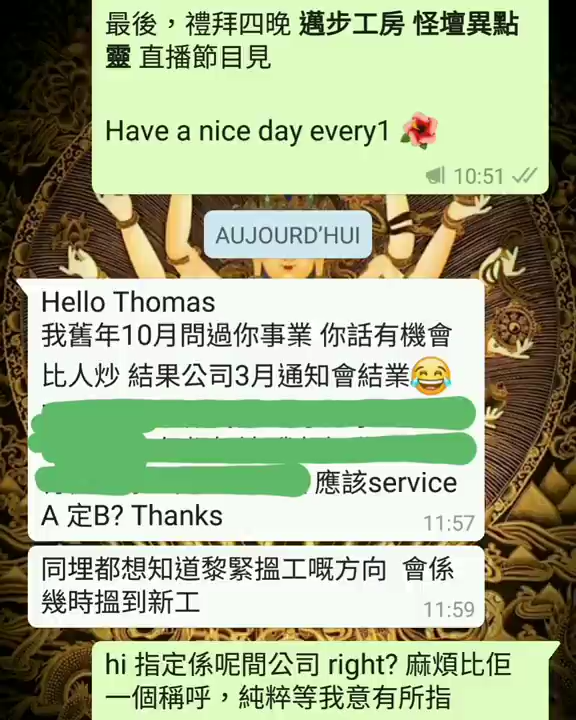 最後，禮拜四晚 邁步工房 怪壇異點
靈 直播節目見
Have a nice day every1 🌺
10:51
AUJOURD'HUI
Hello Thomas
我舊年10月問過你事業 你話有機會
比人炒 結果公司3月通知會結業😂
應該service
A 定B? Thanks
11:57
同埋都想知道黎緊搵工嘅方向 會係
幾時搵到新工
11:59
hi 指定係呢間公司 right? 麻煩比佢
一個稱呼，純粹等我意有所指